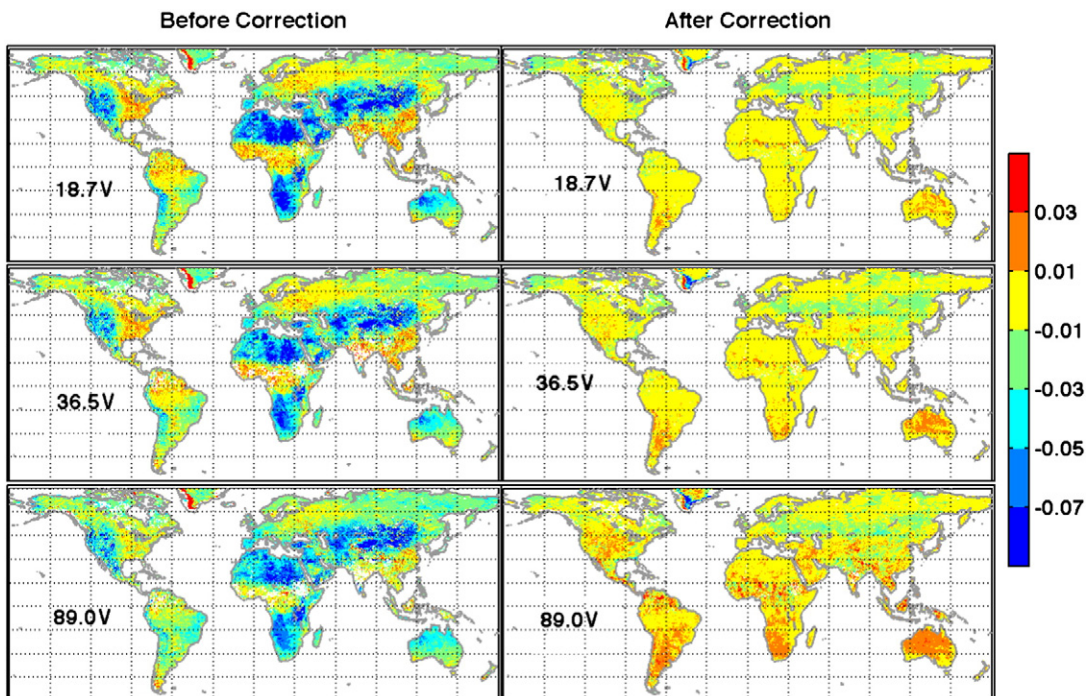 Before Correction
After Correction
18.7V
18.7V
36.5V
36.5V
89.0V
89.0V
0.03
0.01
-0.01
-0.03
-0.05
-0.07